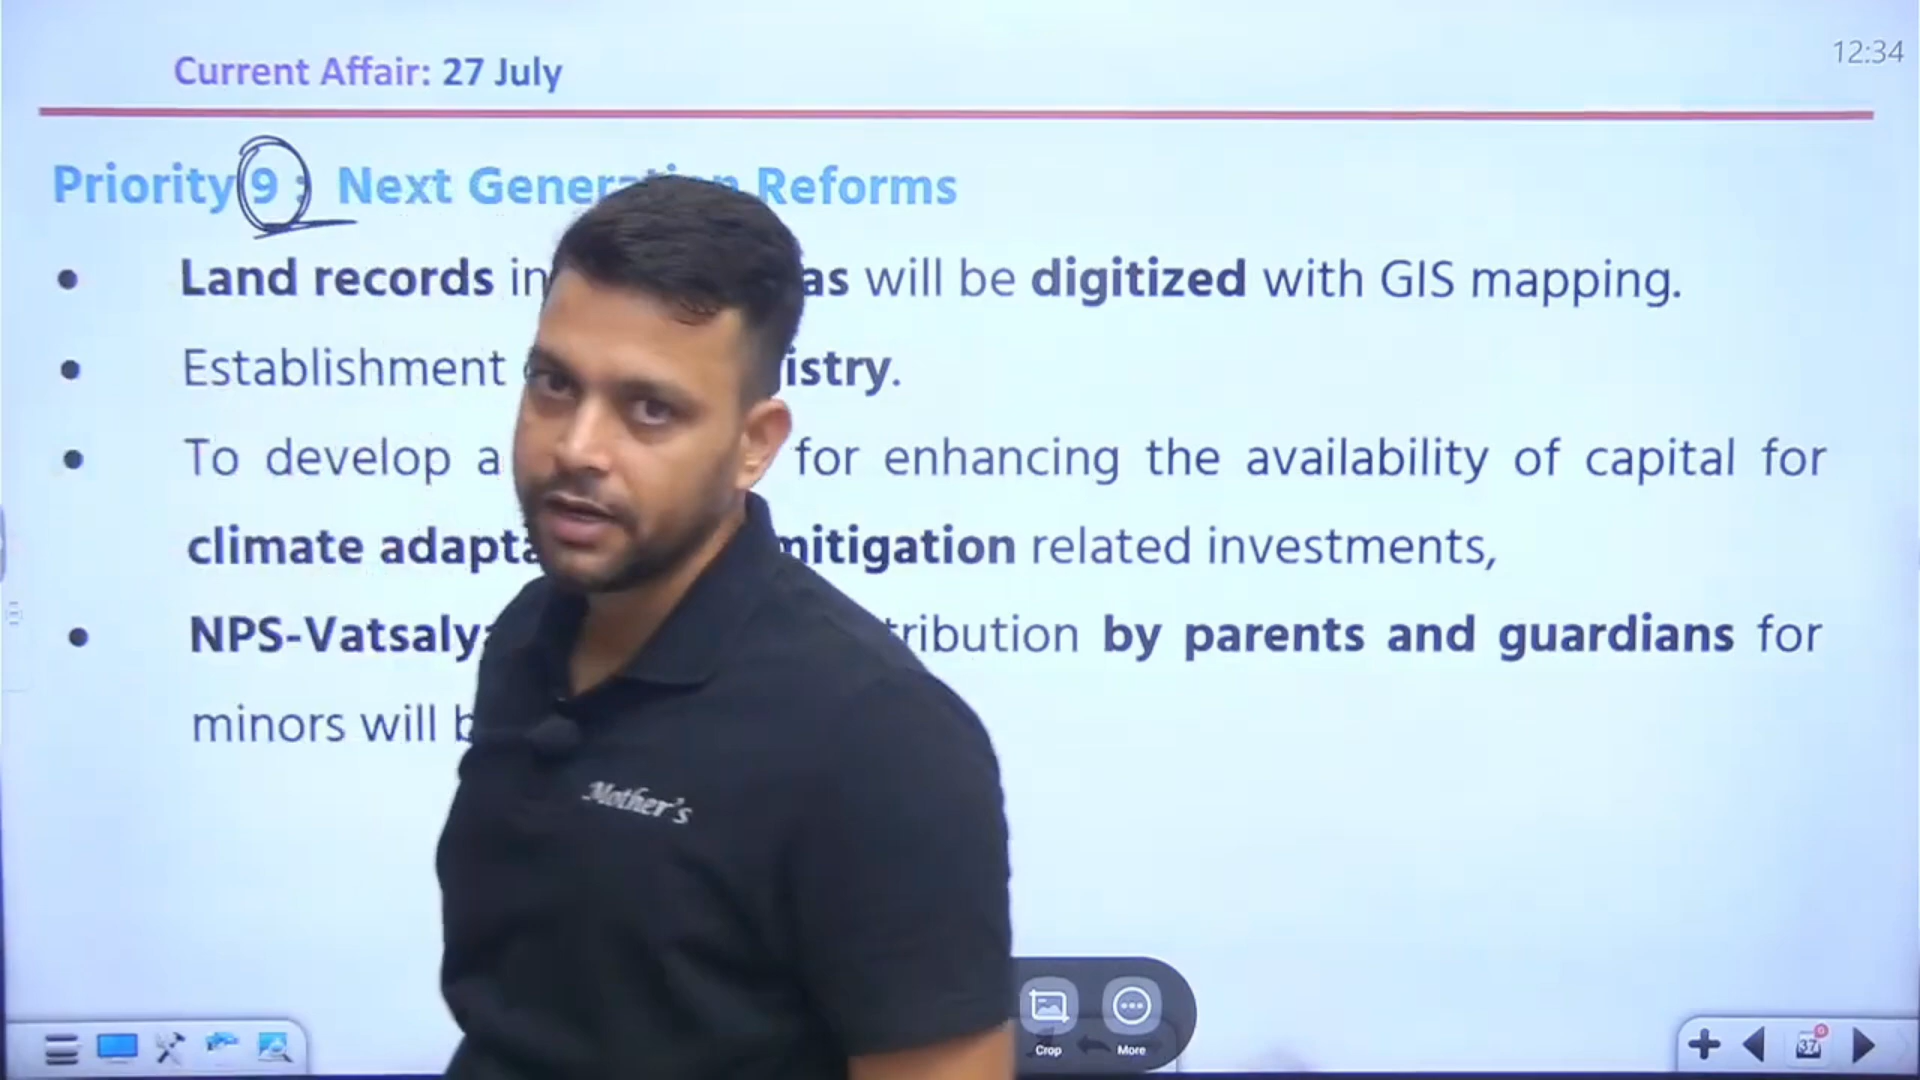 Current Affair: 27 July
12:34
Priority 9 : Next Generation Reforms
Land records in as will be digitized with GIS mapping.
Establishment istry.
To develop a for enhancing the availability of capital for
climate adapta mitigation related investments,
NPS-Vatsalya tribution by parents and guardians for
minors will b
Mother's
Crop
More